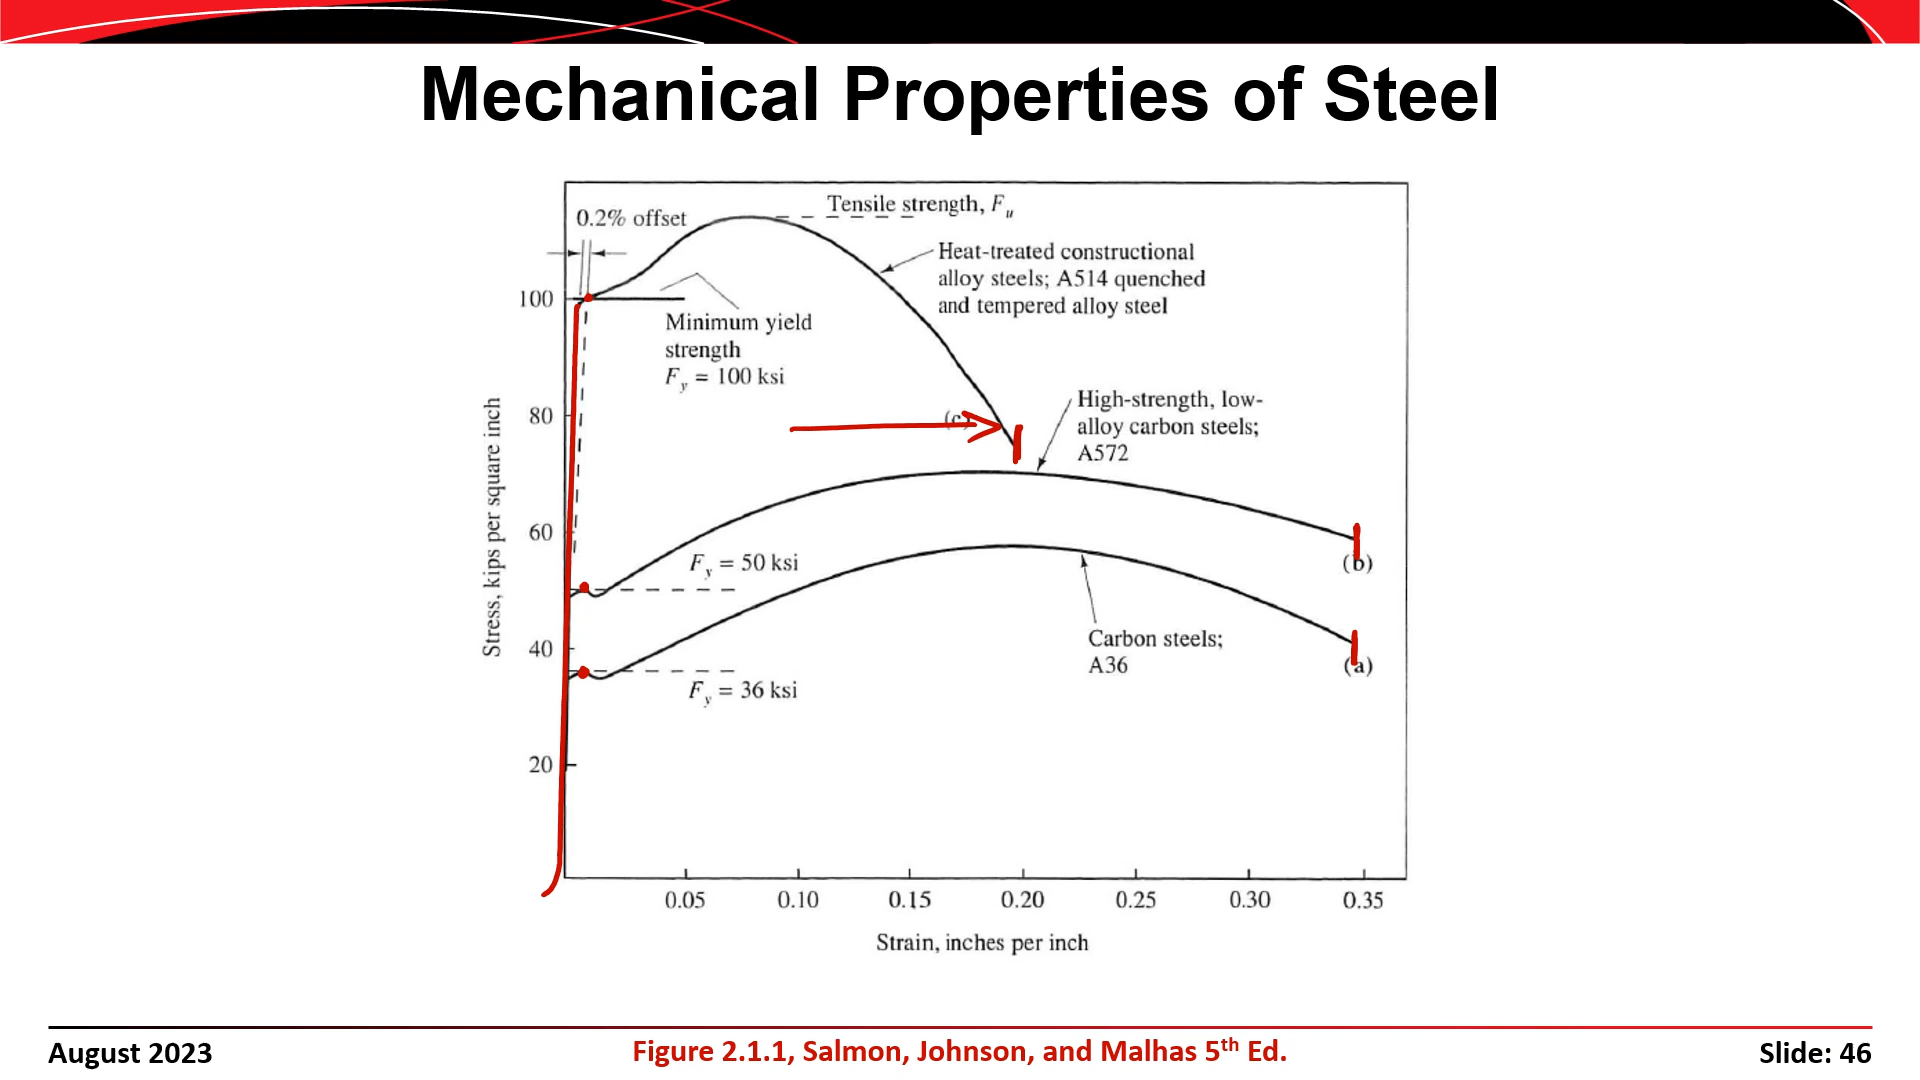 Mechanical Properties of Steel
Tensile strength, Fu
0.2% offset
Heat-treated constructional
alloy steels; A514 quenched
and tempered alloy steel
100
Minimum yield
strength
Fy = 100 ksi
High-strength, low-
alloy carbon steels;
A572
80
(c)
60
Fy = 50 ksi
(b)
Carbon steels;
A36
40
(a)
Fy = 36 ksi
20
Stress, kips per square inch
0.05 0.10 0.15 0.20 0.25 0.30 0.35
Strain, inches per inch
August 2023
Figure 2.1.1, Salmon, Johnson, and Malhas 5th Ed.
Slide: 46